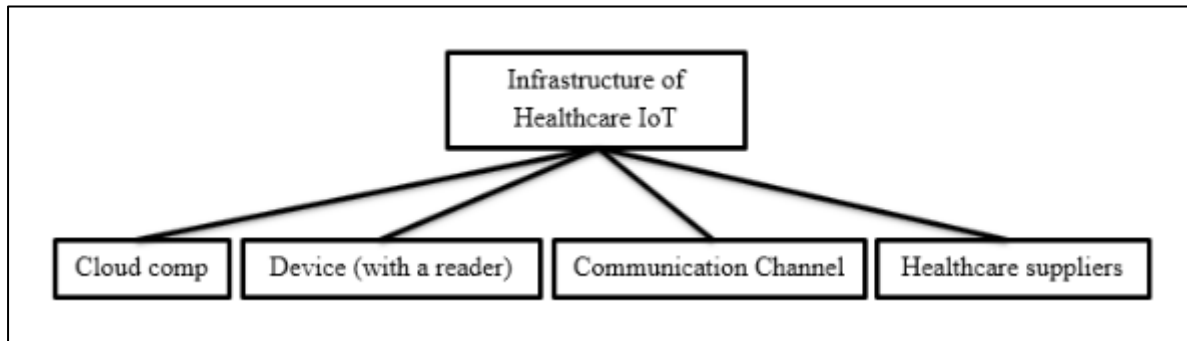 Infrastructure of
Healthcare IoT
Cloud comp
Device (with a reader)
Communication Channel
Healthcare suppliers